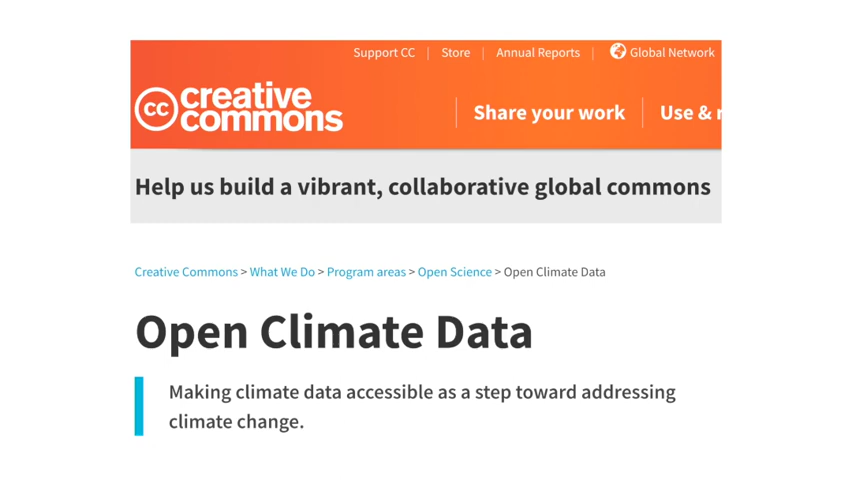 Support CC | Store | Annual Reports | Global Network
cc creative commons
Share your work | Use &
Help us build a vibrant, collaborative global commons
Creative Commons > What We Do > Program areas > Open Science > Open Climate Data
Open Climate Data
Making climate data accessible as a step toward addressing
climate change.